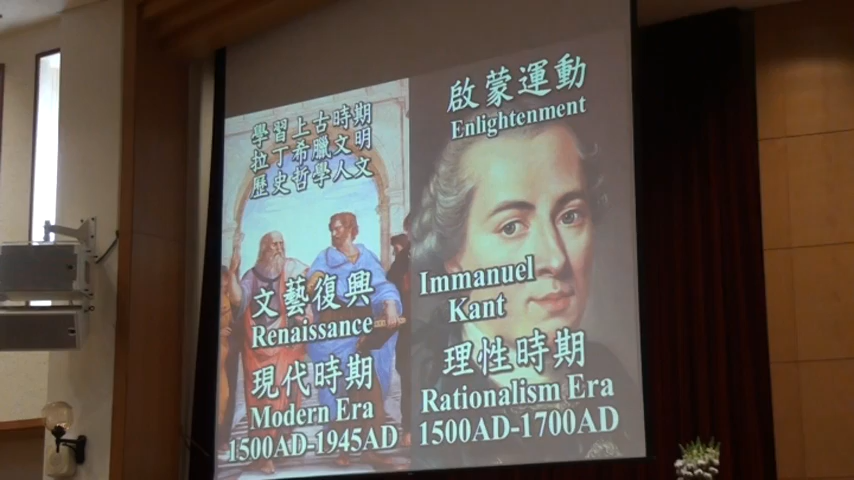 學習上古時期
拉丁希臘文明
歷史哲學人文
文藝復興
Renaissance
現代時期
Modern Era
1500AD-1945AD
啟蒙運動
Enlightenment
Immanuel
Kant
理性時期
Rationalism Era
1500AD-1700AD